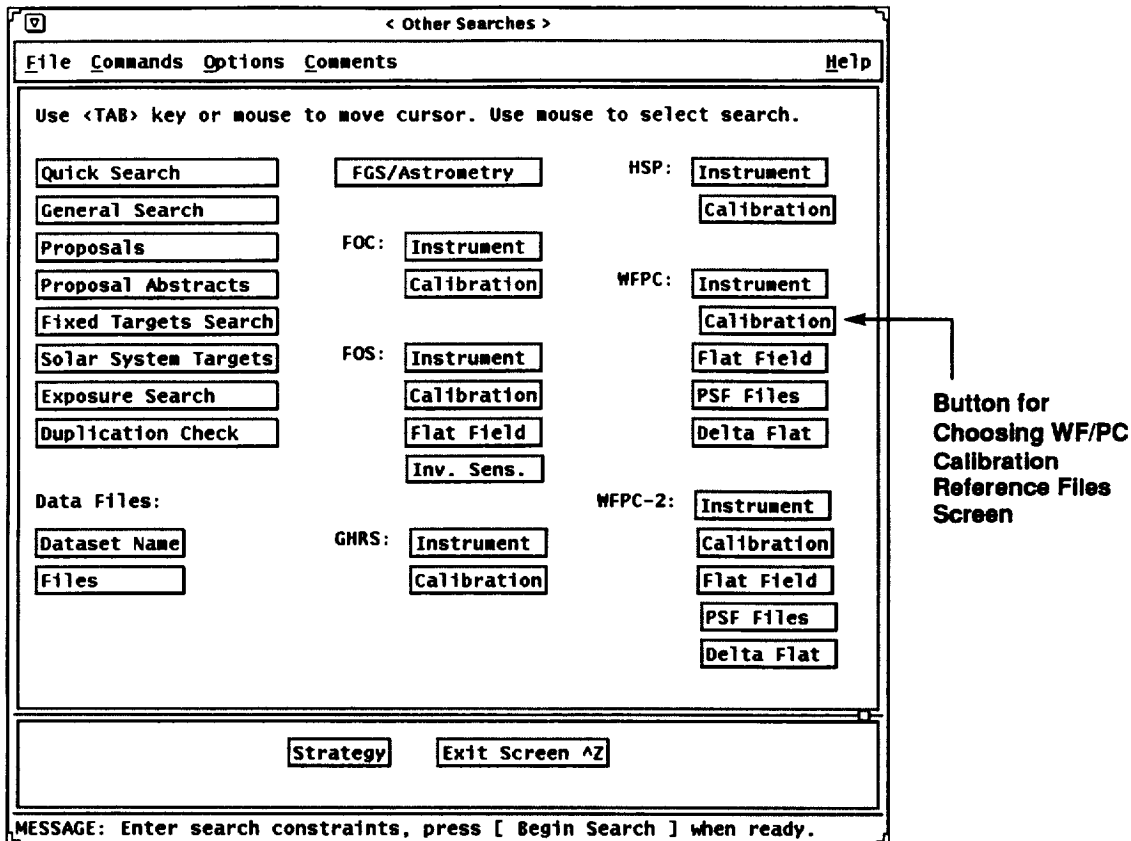 < Other Searches >
File Commands Options Comments Help
Use <TAB> key or mouse to move cursor. Use mouse to select search.
Quick Search
General Search
Proposals
Proposal Abstracts
Fixed Targets Search
Solar System Targets
Exposure Search
Duplication Check
Data Files:
Dataset Name
Files
FGS/Astrometry
FOC: Instrument
Calibration
FOS: Instrument
Calibration
Flat Field
Inv. Sens.
GHRS: Instrument
Calibration
HSP: Instrument
Calibration
WFPC: Instrument
Calibration
Flat Field
PSF Files
Delta Flat
WFPC-2: Instrument
Calibration
Flat Field
PSF Files
Delta Flat
Button for
Choosing WF/PC
Calibration
Reference Files
Screen
Strategy Exit Screen ^Z
MESSAGE: Enter search constraints, press [ Begin Search ] when ready.